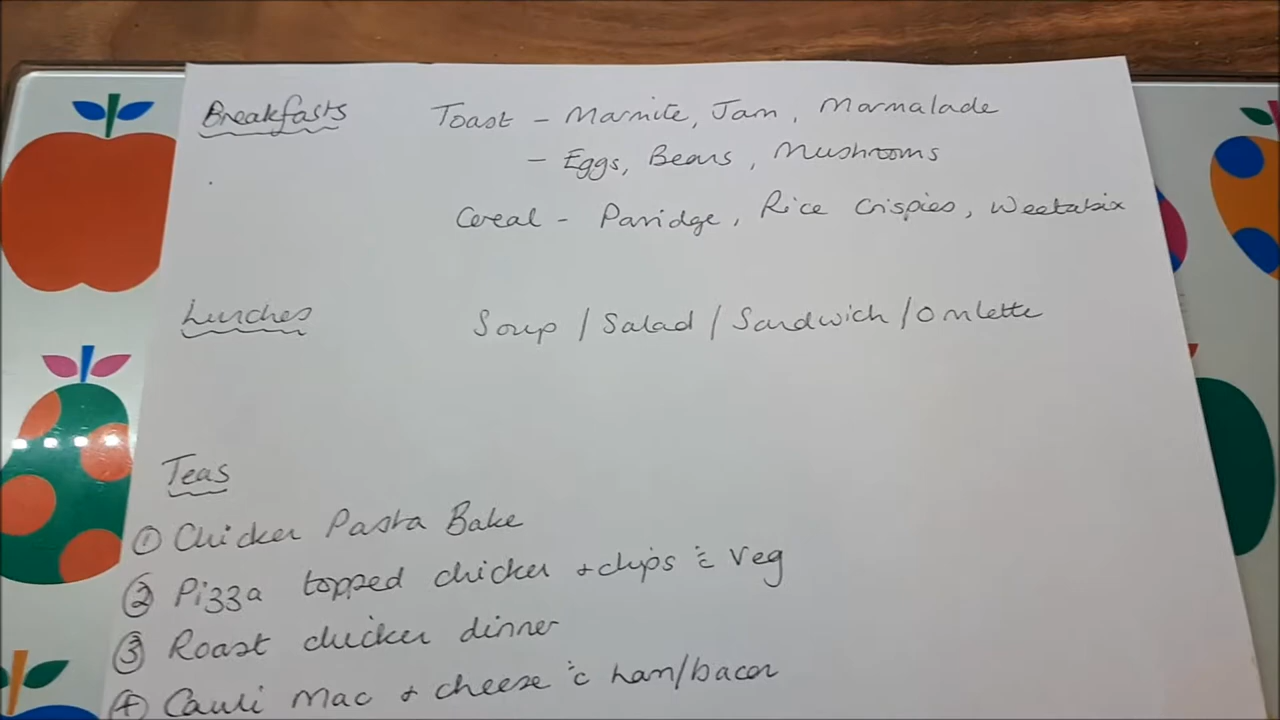 Breakfasts Toast - Marmite, Jam, Marmalade
- Eggs, Beans, Mushrooms
Cereal - Porridge, Rice Crispies, Weetabix
Lunches Soup / Salad / Sandwich / Omlette
Teas
① Chicken Pasta Bake
② Pizza topped chicken + chips c̄ Veg
③ Roast chicken dinner
④ Cauli Mac + cheese c̄ ham/bacon